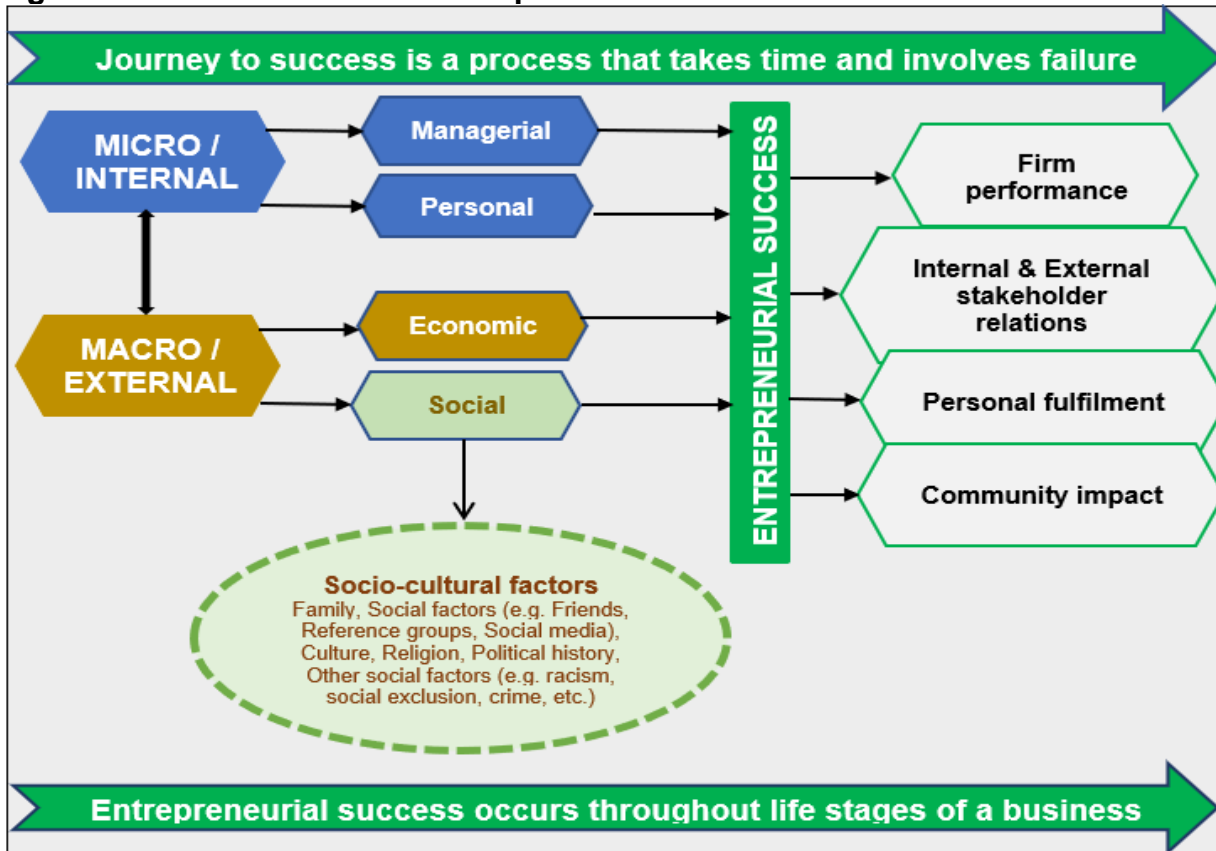 Journey to success is a process that takes time and involves failure
MICRO /
INTERNAL
Managerial
Personal
MACRO /
EXTERNAL
Economic
Social
ENTREPRENEURIAL SUCCESS
Firm
performance
Internal & External
stakeholder
relations
Personal fulfilment
Community impact
Socio-cultural factors
Family, Social factors (e.g. Friends,
Reference groups, Social media),
Culture, Religion, Political history,
Other social factors (e.g. racism,
social exclusion, crime, etc.)
Entrepreneurial success occurs throughout life stages of a business